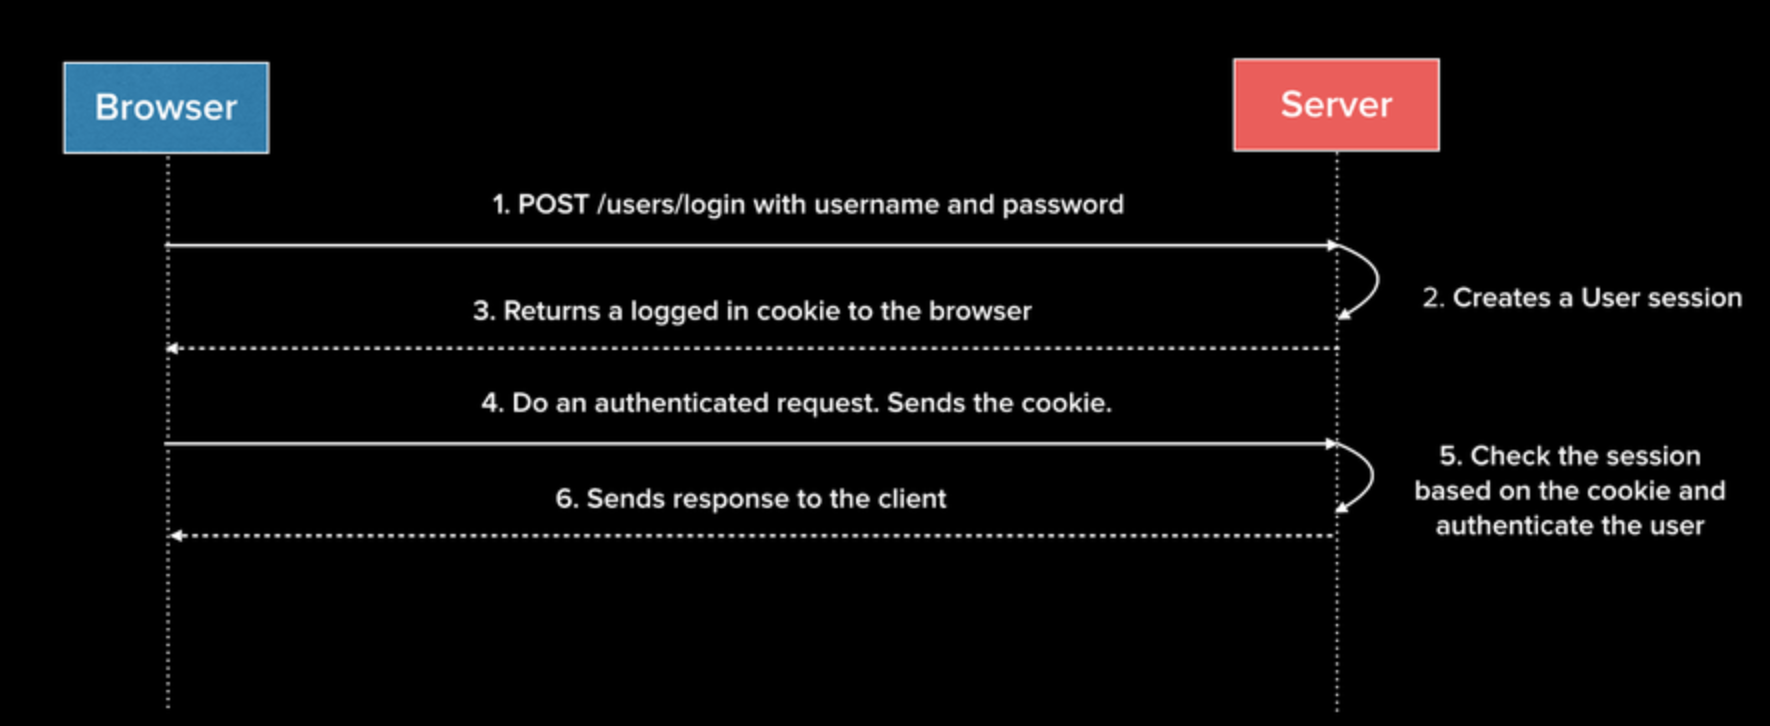 Browser
Server
1. POST /users/login with username and password
2. Creates a User session
3. Returns a logged in cookie to the browser
4. Do an authenticated request. Sends the cookie.
5. Check the session
based on the cookie and
authenticate the user
6. Sends response to the client